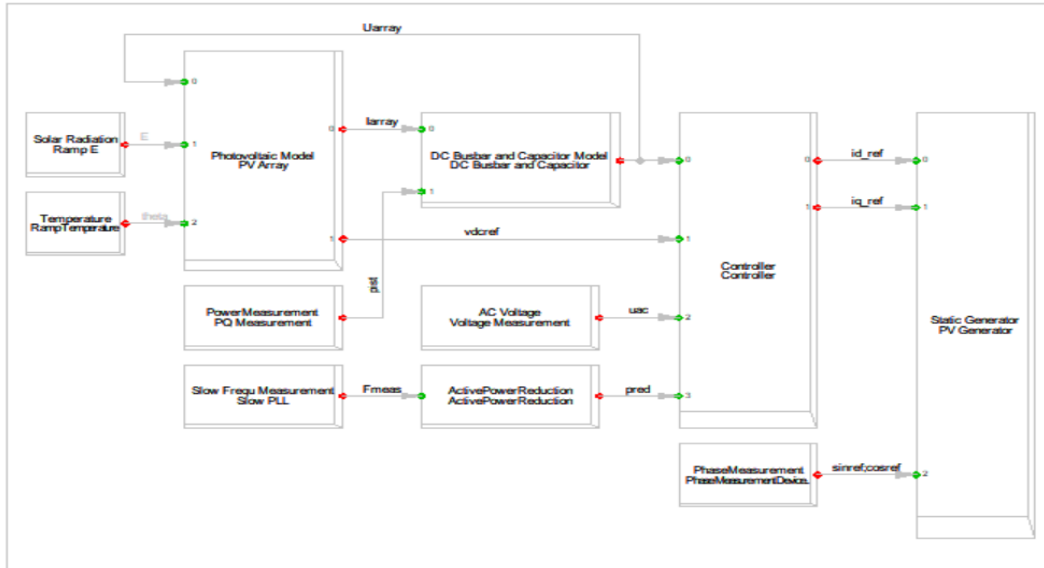 Uarray
0
Solar Radiation
Ramp E
E
1
Photovoltaic Model
PV Array
0
Iarray
0
DC Busbar and Capacitor Model
DC Busbar and Capacitor
0
0
id_ref
0
Temperature
RampTemperature
theta
2
1
1
iq_ref
1
1
vdcref
1
pist
Controller
Controller
PowerMeasurement
PQ Measurement
AC Voltage
Voltage Measurement
uac
2
Static Generator
PV Generator
Slow Frequ Measurement
Slow PLL
Fmeas
ActivePowerReduction
ActivePowerReduction
pred
3
PhaseMeasurement
PhaseMeasurementDevice..
sinref;cosref
2